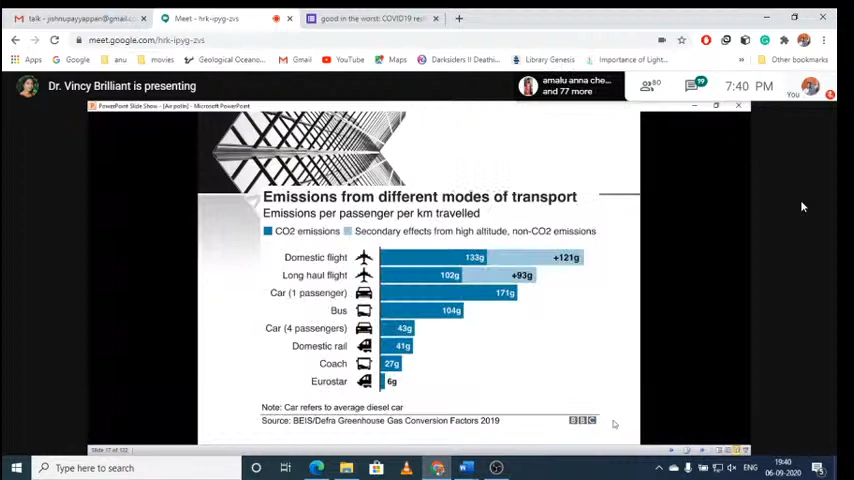 talk - jishnupayyappan@gmail.c
Meet - hrk-ipyg-zvs
good in the worst: COVID19 re
meet.google.com/hrk-ipyg-zvs
Apps
Google
anu
movies
Geological Oceano...
Gmail
YouTube
Maps
Darksiders II Deathi...
Library Genesis
Importance of Light...
Other bookmarks
Dr. Vincy Brilliant is presenting
amalu anna che...
and 77 more
80
7:40 PM
You
PowerPoint Slide Show - [Air polln] - Microsoft PowerPoint
Emissions from different modes of transport
Emissions per passenger per km travelled
CO2 emissions Secondary effects from high altitude, non-CO2 emissions
Domestic flight 133g +121g
Long haul flight 102g +93g
Car (1 passenger) 171g
Bus 104g
Car (4 passengers) 43g
Domestic rail 41g
Coach 27g
Eurostar 6g
Note: Car refers to average diesel car
Source: BEIS/Defra Greenhouse Gas Conversion Factors 2019
BBC
Slide 17 of 122
Type here to search
ENG
19:40
06-09-2020